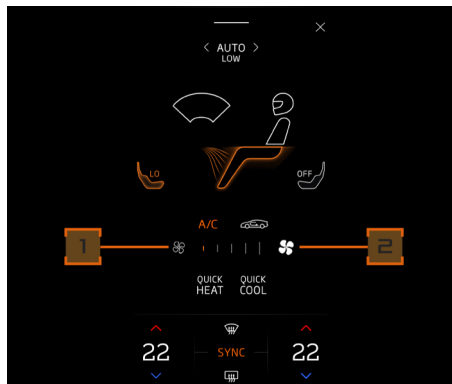 < AUTO >
LOW
LO
OFF
A/C
1
2
QUICK HEAT
QUICK COOL
22
SYNC
22